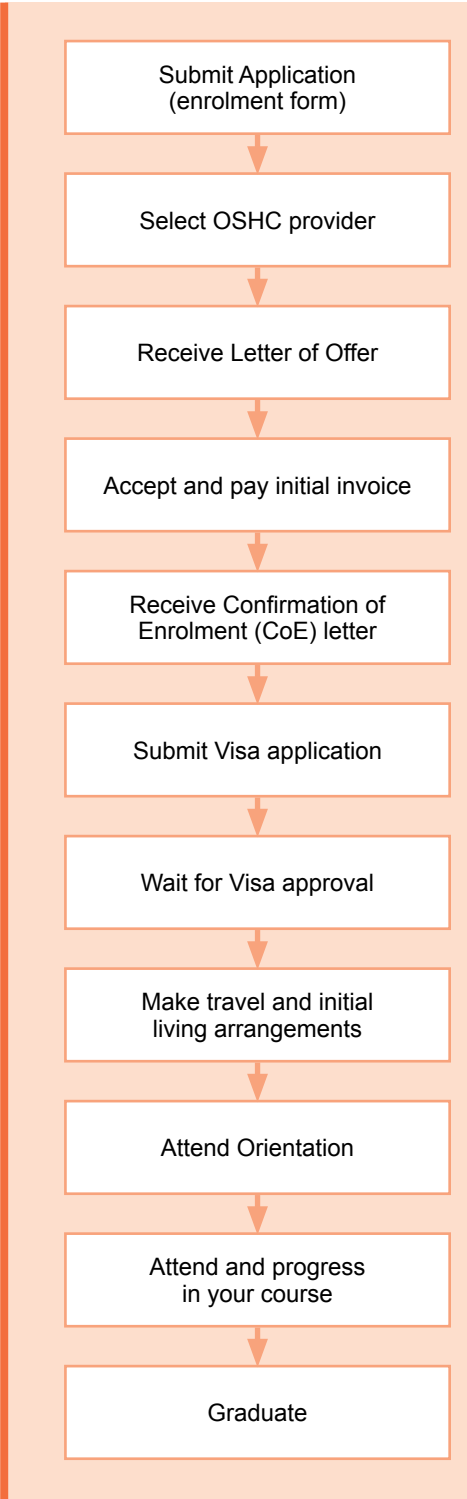 Submit Application
(enrolment form)
Select OSHC provider
Receive Letter of Offer
Accept and pay initial invoice
Receive Confirmation of
Enrolment (CoE) letter
Submit Visa application
Wait for Visa approval
Make travel and initial
living arrangements
Attend Orientation
Attend and progress
in your course
Graduate